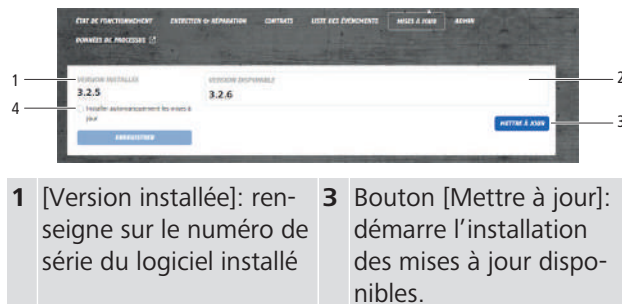 ÉTAT DE FONCTIONNEMENT ENTRETIEN & RÉPARATION CONTRATS LISTE DES ÉVÉNEMENTS MISES À JOUR ADMIN
DONNÉES DE PROCESSUS
1 VERSION INSTALLÉE VERSION DISPONIBLE 2
3.2.5 3.2.6
4 Installer automatiquement les mises à
jour
ENREGISTRER METTRE À JOUR 3
1 [Version installée]: ren-
seigne sur le numéro de
série du logiciel installé
3 Bouton [Mettre à jour]:
démarre l'installation
des mises à jour dispo-
nibles.